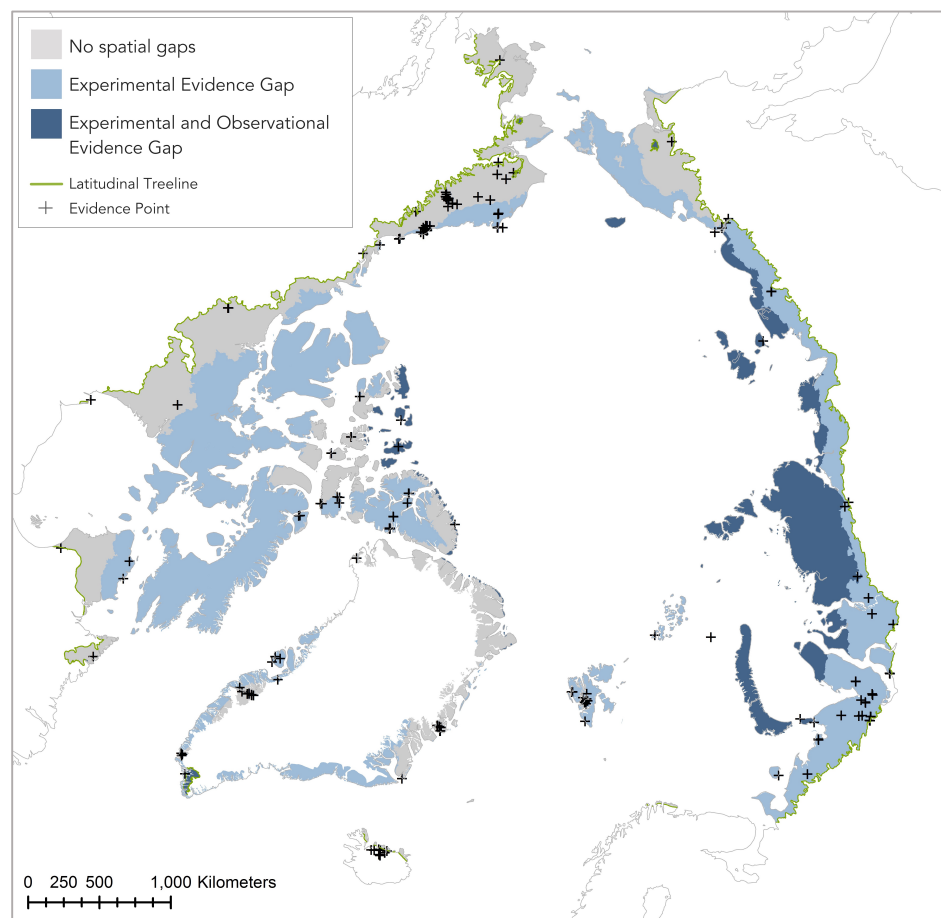 No spatial gaps
Experimental Evidence Gap
Experimental and Observational
Evidence Gap
Latitudinal Treeline
Evidence Point
0 250 500 1,000 Kilometers